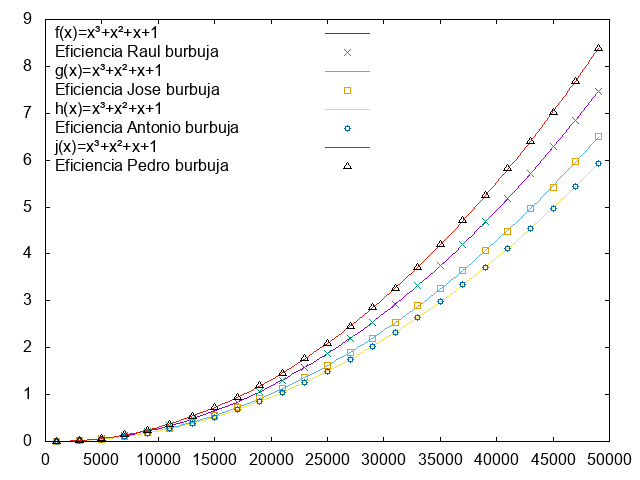 9
8
7
6
5
4
3
2
1
0
f(x)=x³+x²+x+1
Eficiencia Raul burbuja
g(x)=x³+x²+x+1
Eficiencia Jose burbuja
h(x)=x³+x²+x+1
Eficiencia Antonio burbuja
j(x)=x³+x²+x+1
Eficiencia Pedro burbuja
0 5000 10000 15000 20000 25000 30000 35000 40000 45000 50000